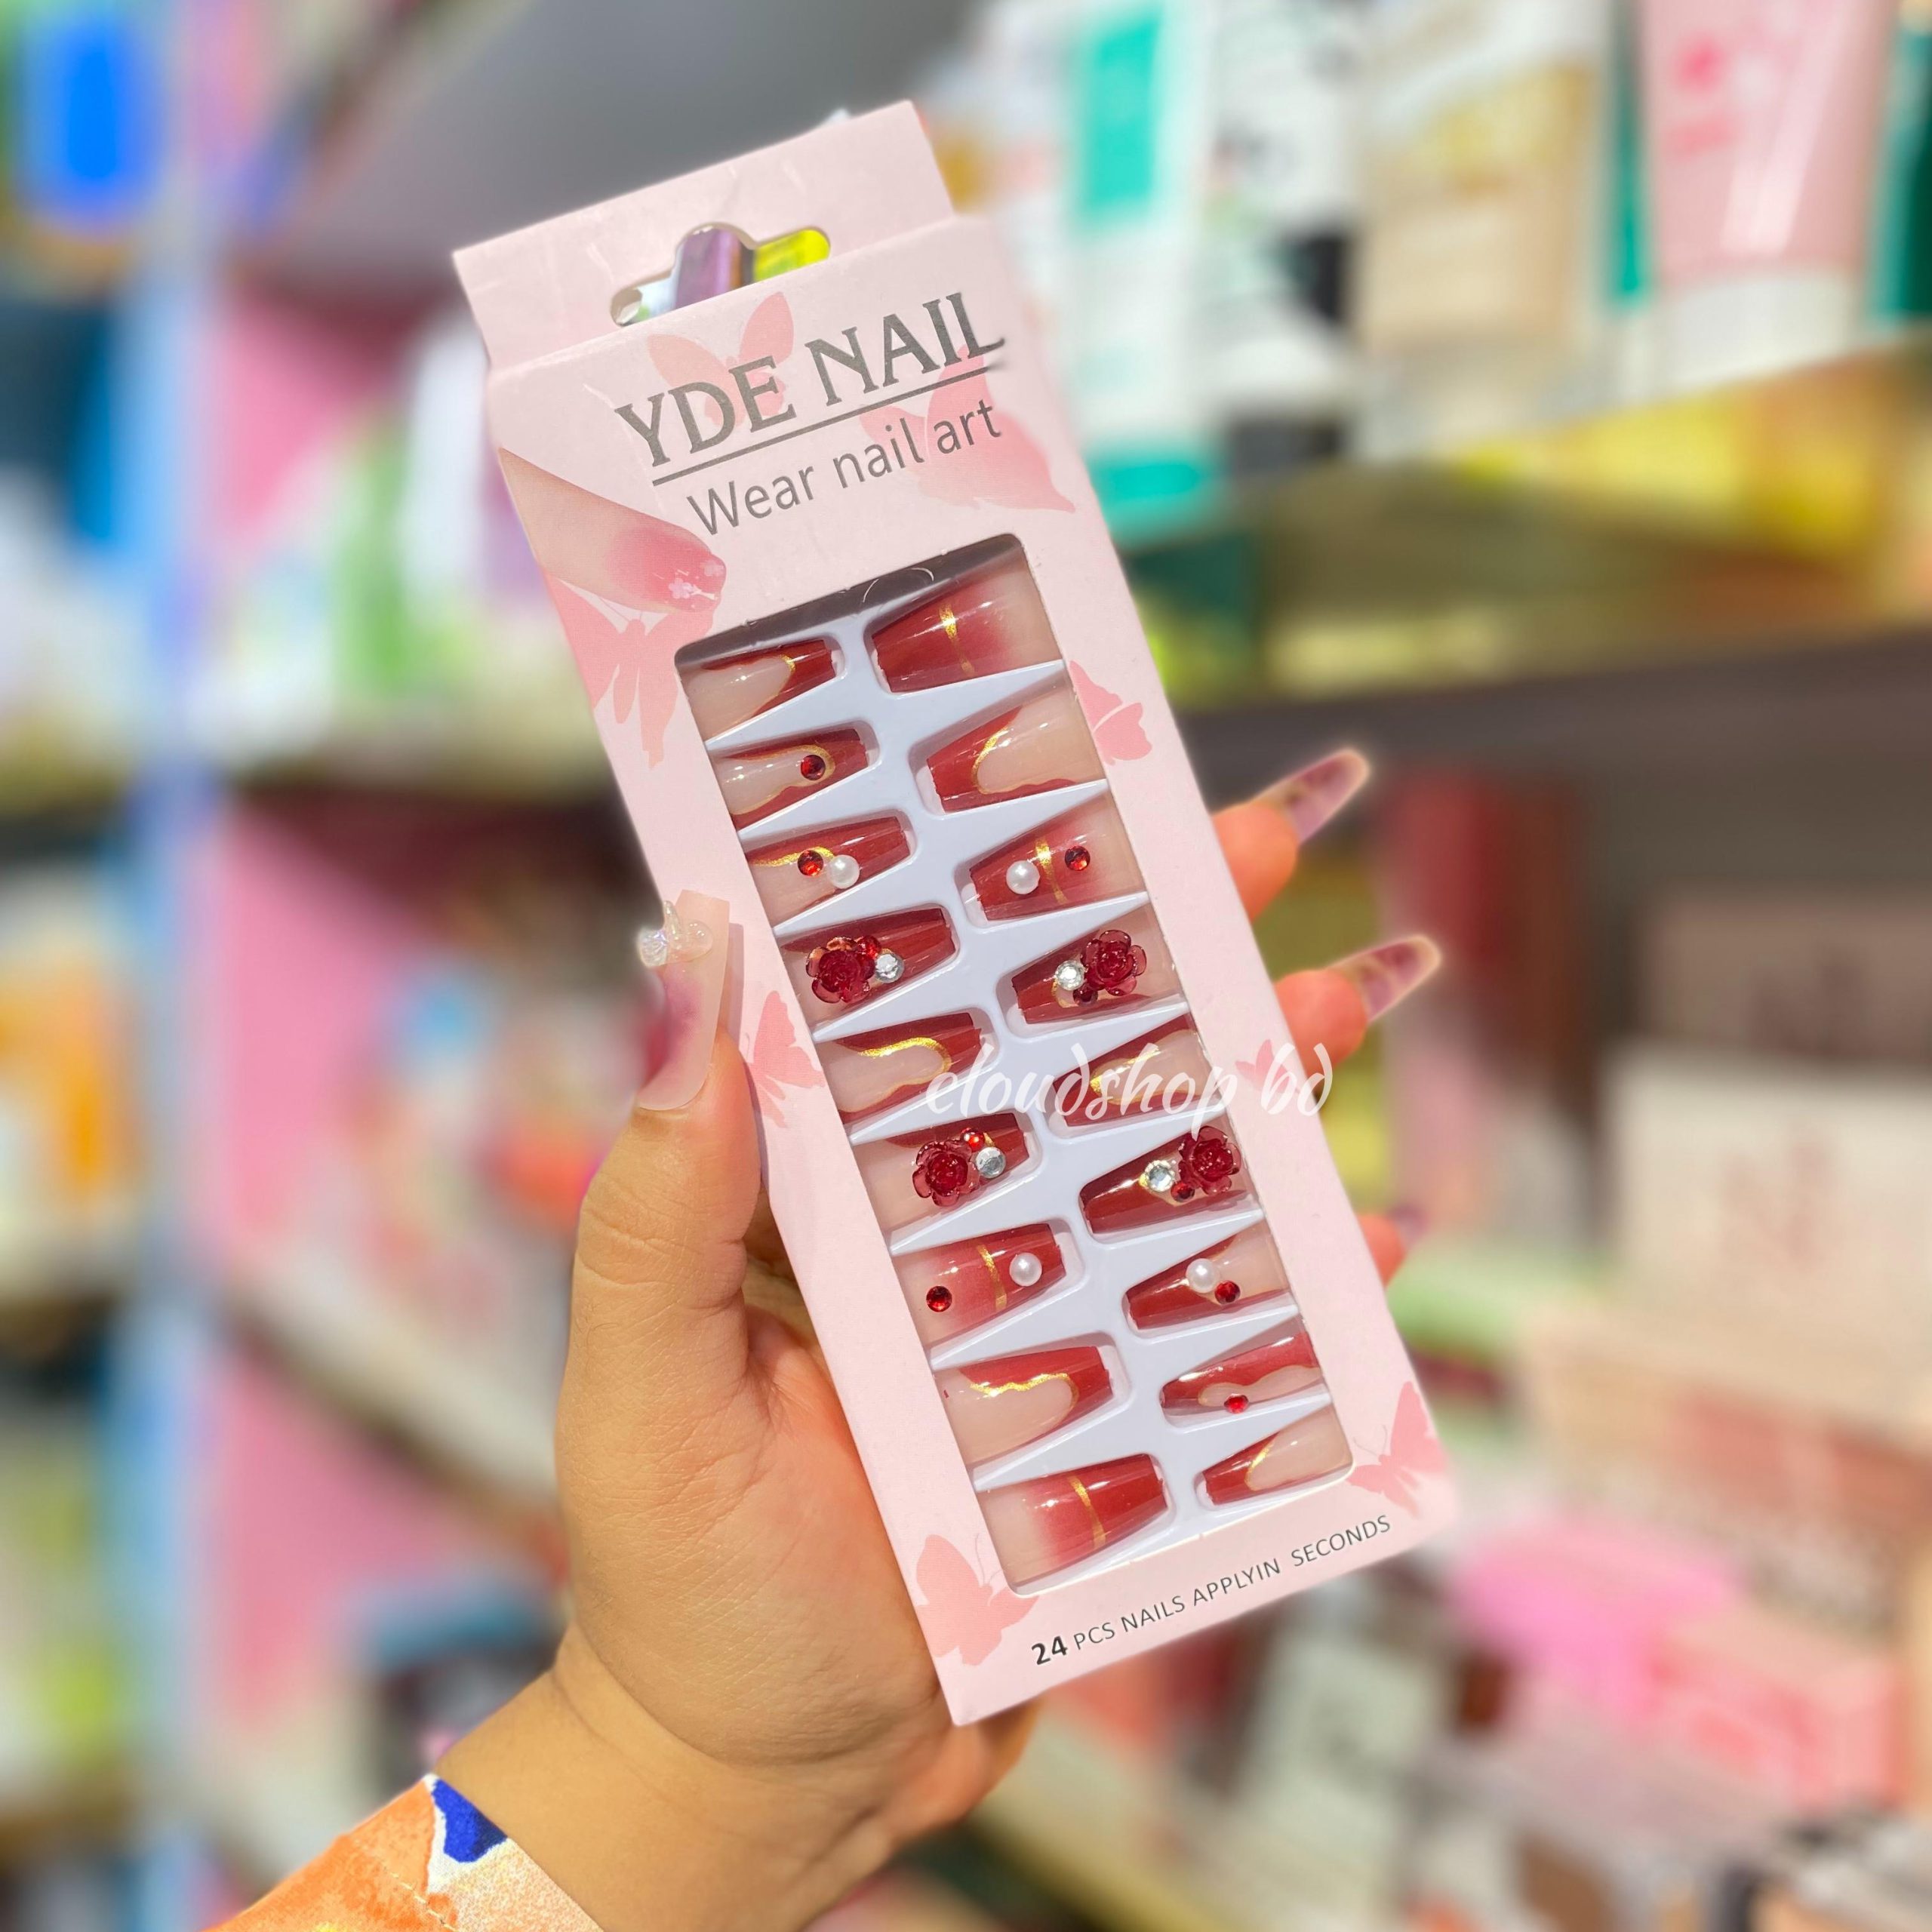 YDE NAIL
Wear nail art
cloudshop bd
24 PCS NAILS APPLYIN SECONDS